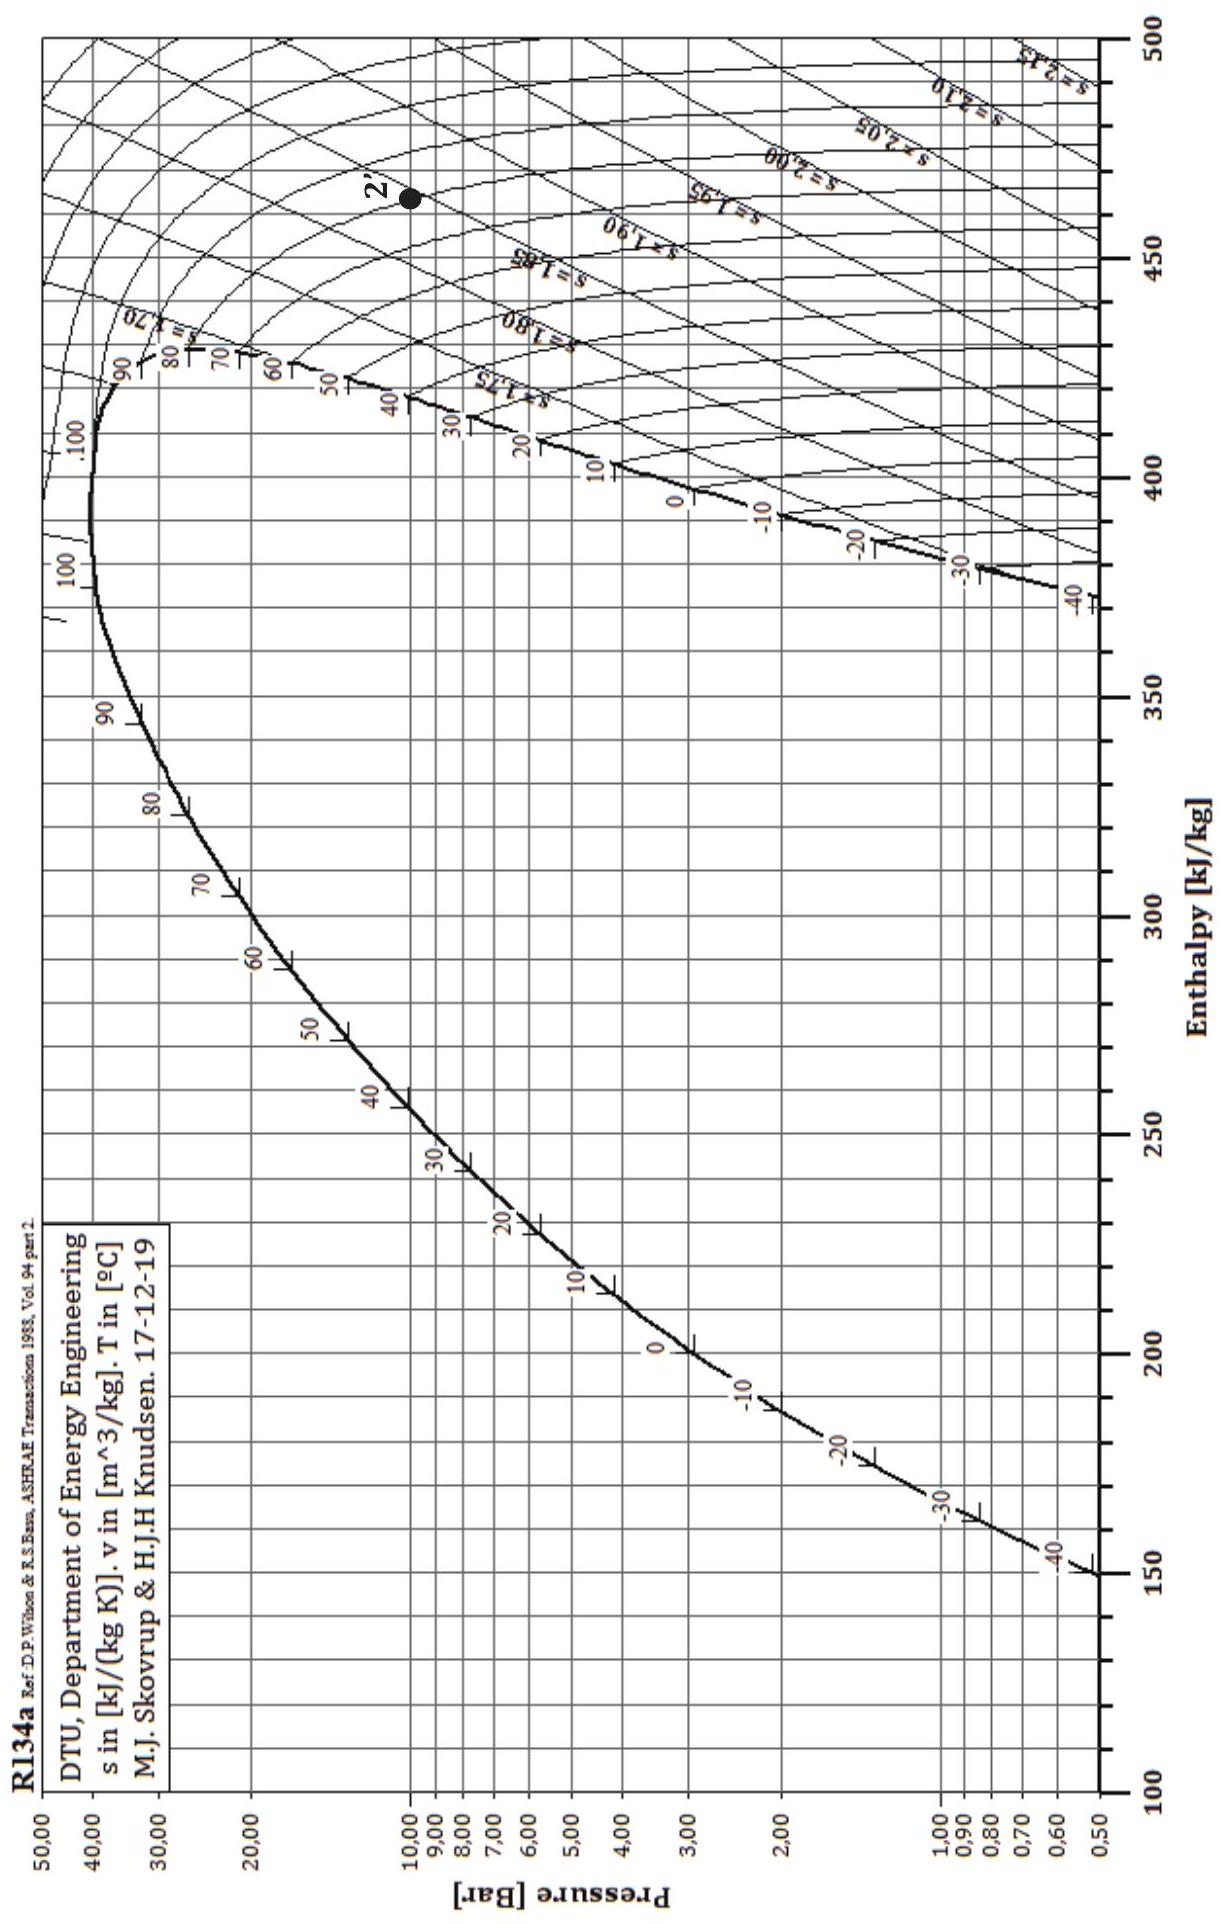 R134a Ref :D.P.Wilson & R.S.Basu, ASHRAE Transactions 1988, Vol. 94 part 2.
DTU, Department of Energy Engineering
s in [kJ/(kg K)]. v in [m^3/kg]. T in [ºC]
M.J. Skovrup & H.J.H Knudsen. 17-12-19
Pressure [Bar]
50,00
40,00
30,00
20,00
10,00
9,00
8,00
7,00
6,00
5,00
4,00
3,00
2,00
1,00
0,90
0,80
0,70
0,60
0,50
-40
-30
-20
-10
0
10
20
30
40
50
60
70
80
90
100
100
90
80
70
60
50
40
30
20
10
0
-10
-20
-30
-40
s = 1,70
s = 1,75
s = 1,80
s = 1,85
s = 1,90
s = 1,95
s = 2,00
s = 2,05
s = 2,10
s = 2,15
2'
100 150 200 250 300 350 400 450 500
Enthalpy [kJ/kg]